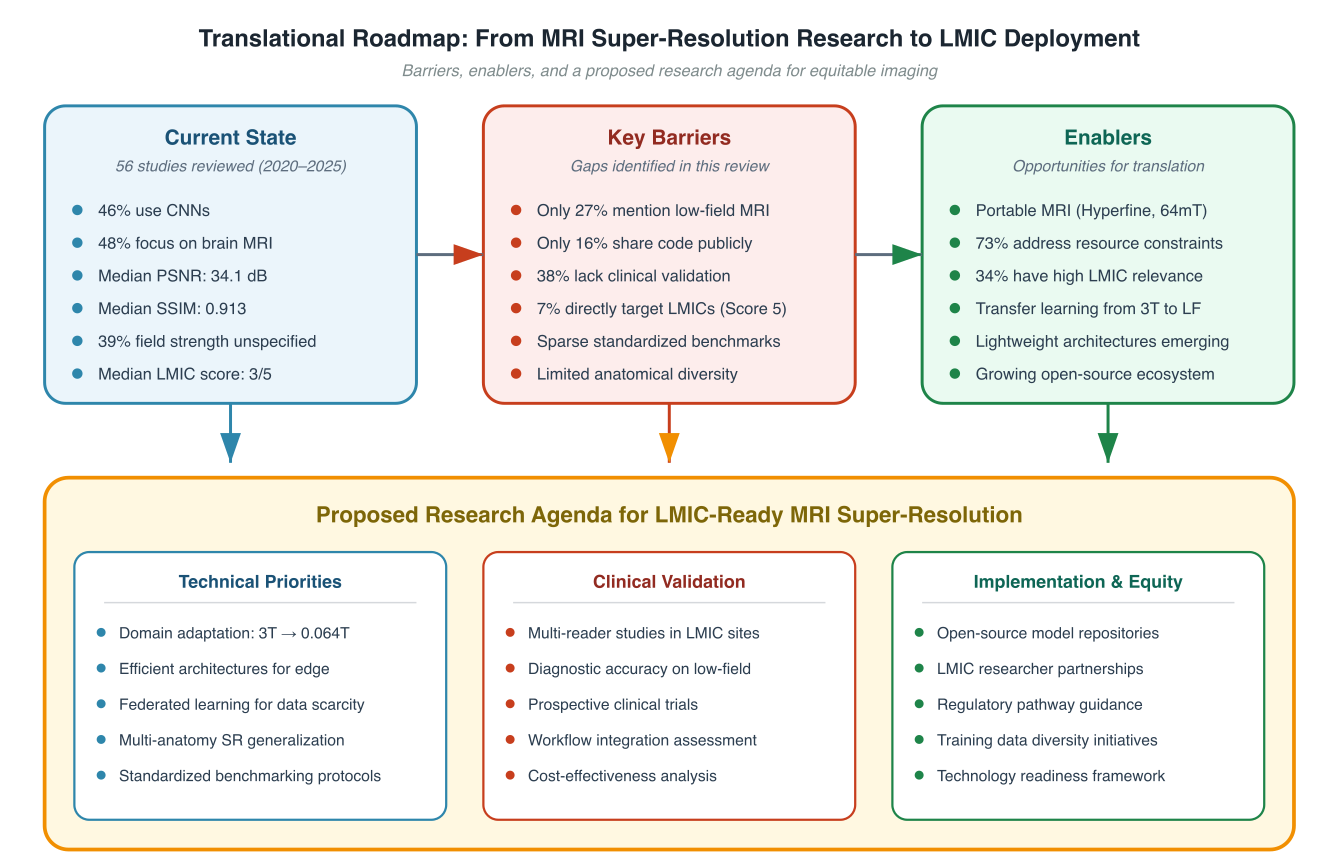 Translational Roadmap: From MRI Super-Resolution Research to LMIC Deployment
Barriers, enablers, and a proposed research agenda for equitable imaging
Current State
56 studies reviewed (2020–2025)
46% use CNNs
48% focus on brain MRI
Median PSNR: 34.1 dB
Median SSIM: 0.913
39% field strength unspecified
Median LMIC score: 3/5
Key Barriers
Gaps identified in this review
Only 27% mention low-field MRI
Only 16% share code publicly
38% lack clinical validation
7% directly target LMICs (Score 5)
Sparse standardized benchmarks
Limited anatomical diversity
Enablers
Opportunities for translation
Portable MRI (Hyperfine, 64mT)
73% address resource constraints
34% have high LMIC relevance
Transfer learning from 3T to LF
Lightweight architectures emerging
Growing open-source ecosystem
Proposed Research Agenda for LMIC-Ready MRI Super-Resolution
Technical Priorities
Domain adaptation: 3T → 0.064T
Efficient architectures for edge
Federated learning for data scarcity
Multi-anatomy SR generalization
Standardized benchmarking protocols
Clinical Validation
Multi-reader studies in LMIC sites
Diagnostic accuracy on low-field
Prospective clinical trials
Workflow integration assessment
Cost-effectiveness analysis
Implementation & Equity
Open-source model repositories
LMIC researcher partnerships
Regulatory pathway guidance
Training data diversity initiatives
Technology readiness framework